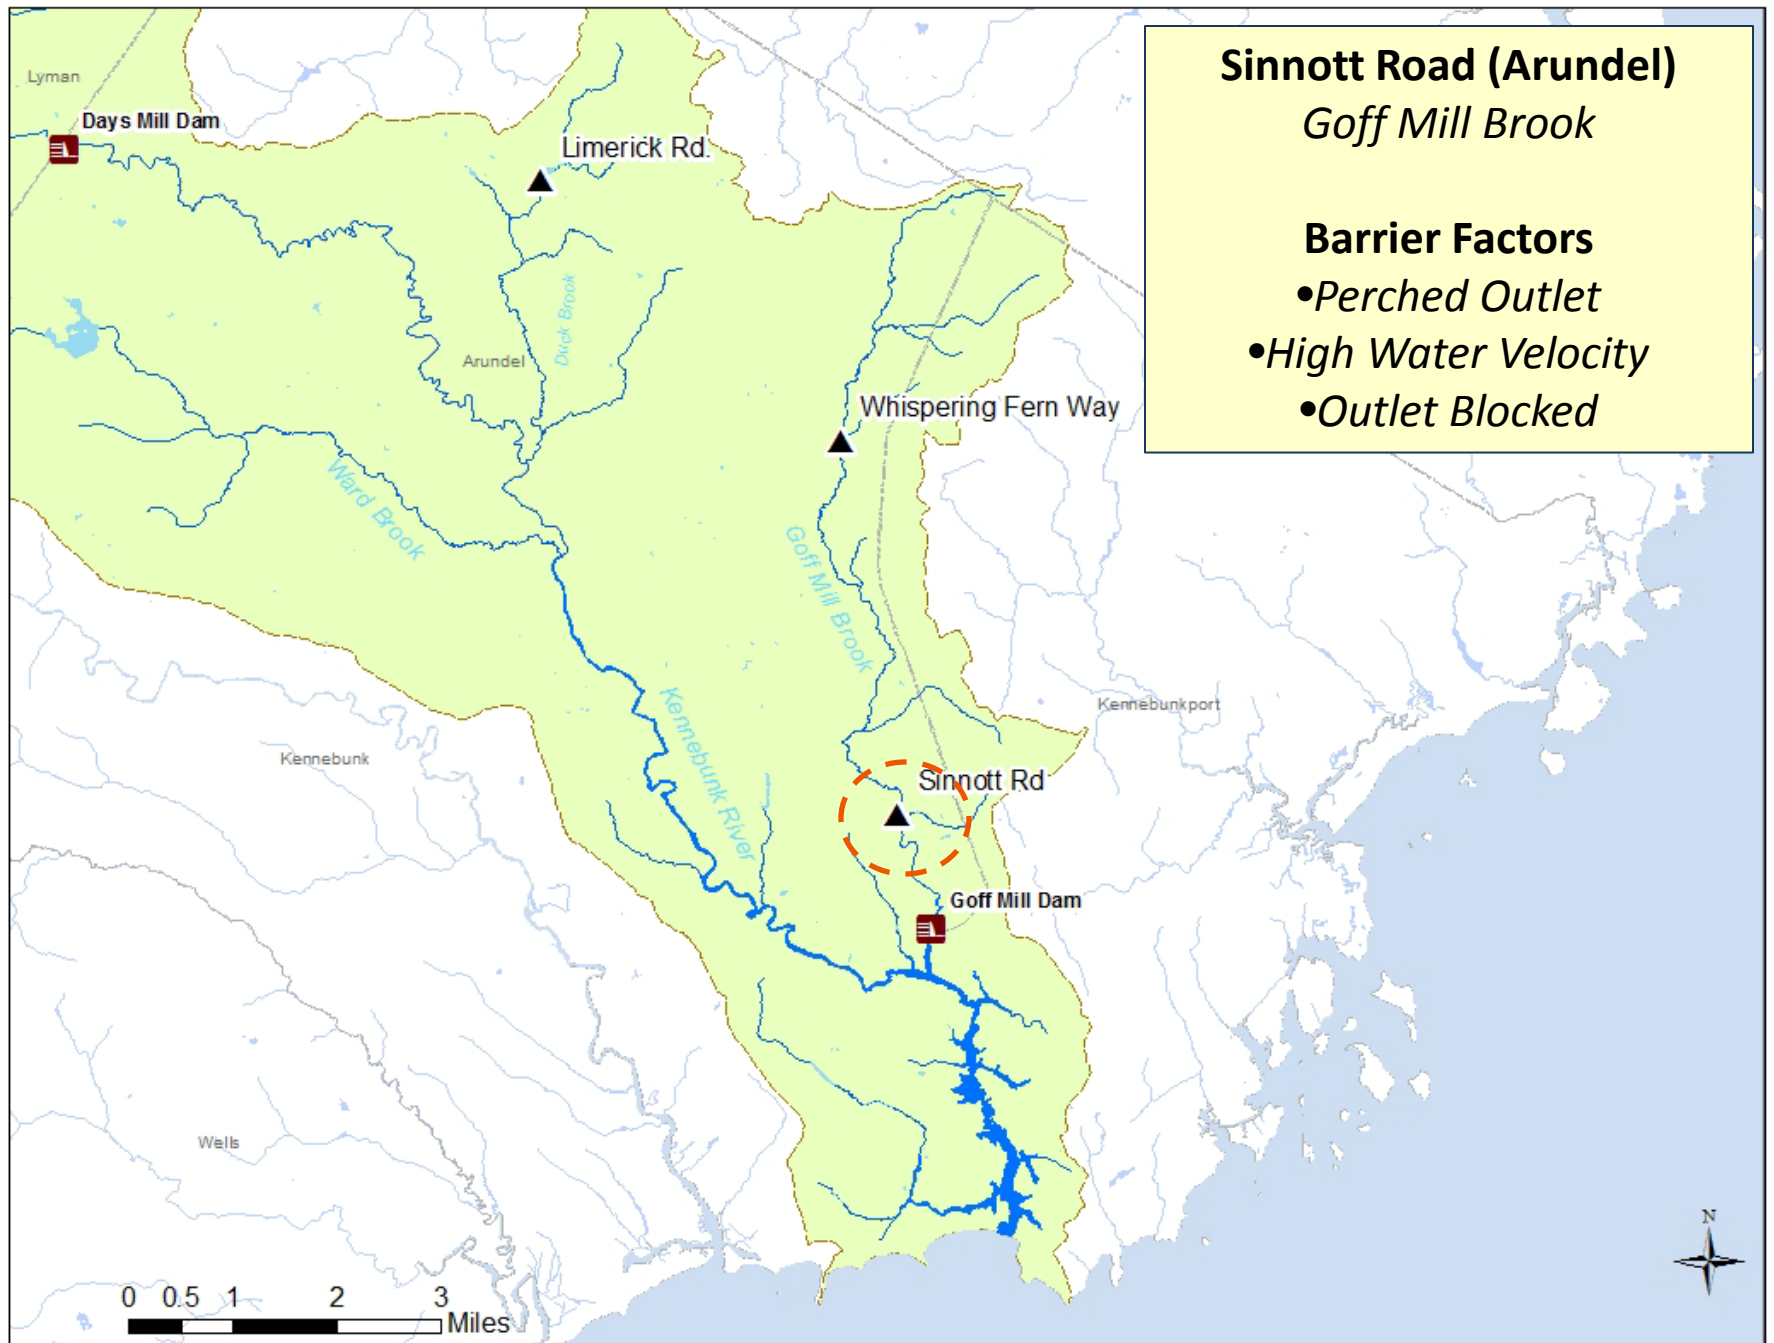 Sinnott Road (Arundel)
Goff Mill Brook
Barrier Factors
•Perched Outlet
•High Water Velocity
•Outlet Blocked
Lyman
Days Mill Dam
Limerick Rd.
Duck Brook
Arundel
Whispering Fern Way
Ward Brook
Goff Mill Brook
Kennebunk River
Kennebunkport
Kennebunk
Sinnott Rd
Goff Mill Dam
Wells
N
0 0.5 1 2 3
Miles